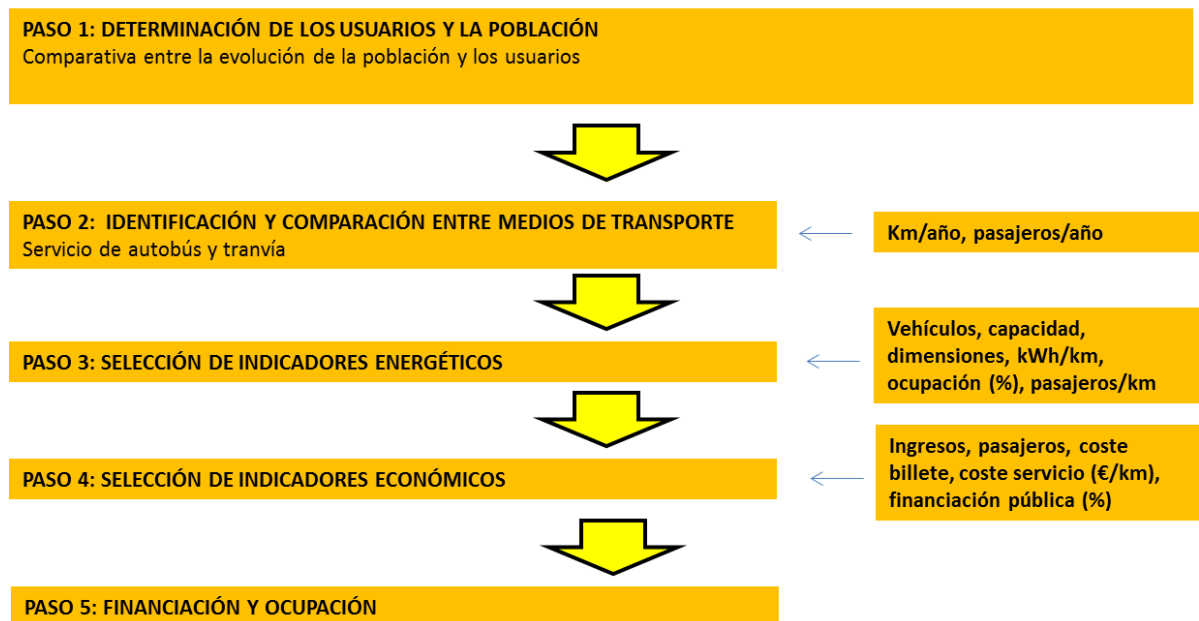 PASO 1: DETERMINACIÓN DE LOS USUARIOS Y LA POBLACIÓN
Comparativa entre la evolución de la población y los usuarios
PASO 2: IDENTIFICACIÓN Y COMPARACIÓN ENTRE MEDIOS DE TRANSPORTE
Servicio de autobús y tranvía
Km/año, pasajeros/año
PASO 3: SELECCIÓN DE INDICADORES ENERGÉTICOS
Vehículos, capacidad,
dimensiones, kWh/km,
ocupación (%), pasajeros/km
PASO 4: SELECCIÓN DE INDICADORES ECONÓMICOS
Ingresos, pasajeros, coste
billete, coste servicio (€/km),
financiación pública (%)
PASO 5: FINANCIACIÓN Y OCUPACIÓN